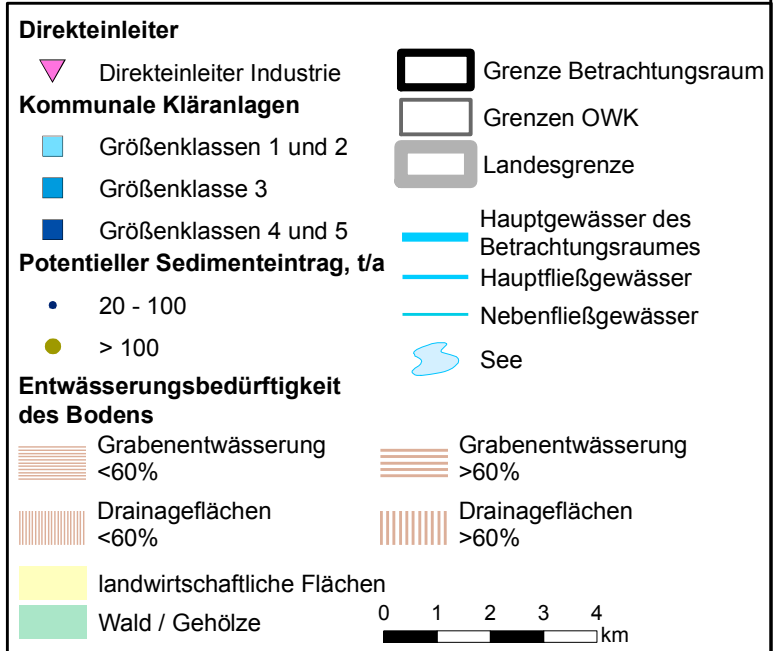 Direkteinleiter
Direkteinleiter Industrie
Kommunale Kläranlagen
Größenklassen 1 und 2
Größenklasse 3
Größenklassen 4 und 5
Potentieller Sedimenteintrag, t/a
20 - 100
> 100
Grenze Betrachtungsraum
Grenzen OWK
Landesgrenze
Hauptgewässer des
Betrachtungsraumes
Hauptfließgewässer
Nebenfließgewässer
See
Entwässerungsbedürftigkeit
des Bodens
Grabenentwässerung
<60%
Grabenentwässerung
>60%
Drainageflächen
<60%
Drainageflächen
>60%
landwirtschaftliche Flächen
Wald / Gehölze
0 1 2 3 4
km